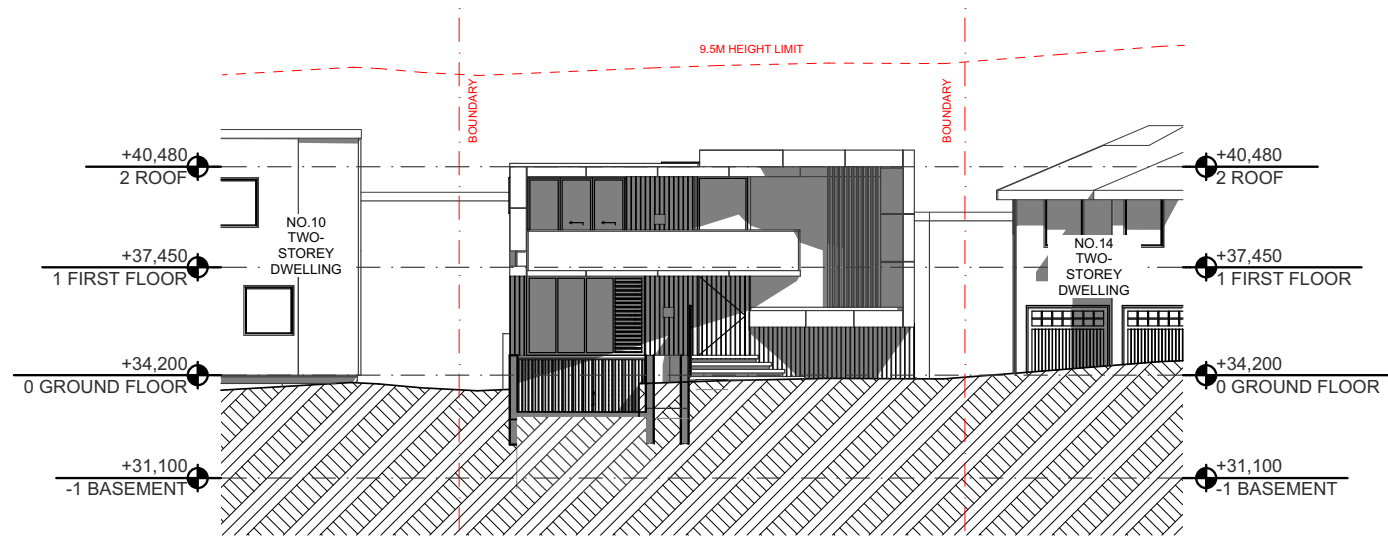 9.5M HEIGHT LIMIT
BOUNDARY
BOUNDARY
+40,480
2 ROOF
+40,480
2 ROOF
NO.10
TWO-
STOREY
DWELLING
NO.14
TWO-
STOREY
DWELLING
+37,450
1 FIRST FLOOR
+37,450
1 FIRST FLOOR
+34,200
0 GROUND FLOOR
+34,200
0 GROUND FLOOR
+31,100
-1 BASEMENT
+31,100
-1 BASEMENT